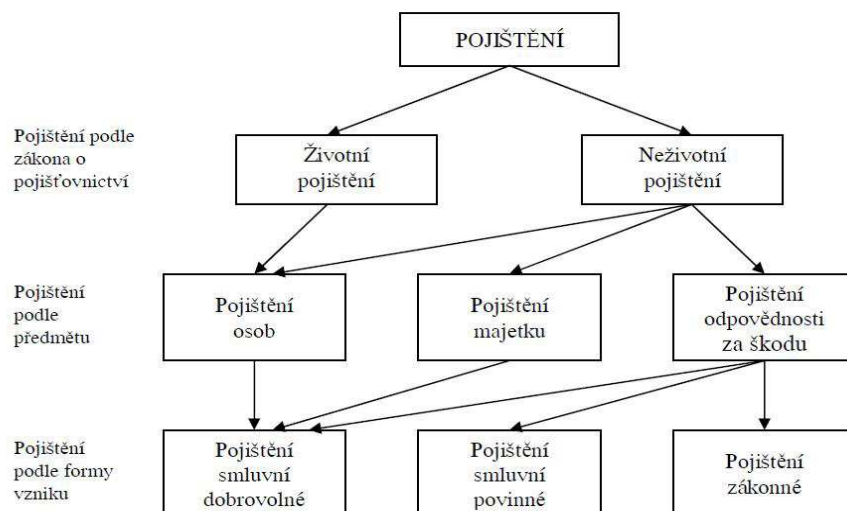 POJIŠTĚNÍ
Pojištění podle
zákona o
pojišťovnictví
Životní
pojištění
Neživotní
pojištění
Pojištění
podle
předmětu
Pojištění
osob
Pojištění
majetku
Pojištění
odpovědnosti
za škodu
Pojištění
podle formy
vzniku
Pojištění
smluvní
dobrovolné
Pojištění
smluvní
povinné
Pojištění
zákonné